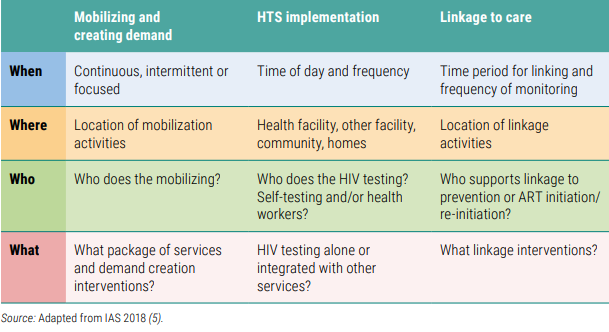 Mobilizing and
creating demand
HTS implementation
Linkage to care
When
Continuous, intermittent or
focused
Time of day and frequency
Time period for linking and
frequency of monitoring
Where
Location of mobilization
activities
Health facility, other facility,
community, homes
Location of linkage
activities
Who
Who does the mobilizing?
Who does the HIV testing?
Self-testing and/or health
workers?
Who supports linkage to
prevention or ART initiation/
re-initiation?
What
What package of services
and demand creation
interventions?
HIV testing alone or
integrated with other
services?
What linkage interventions?
Source: Adapted from IAS 2018 (5).